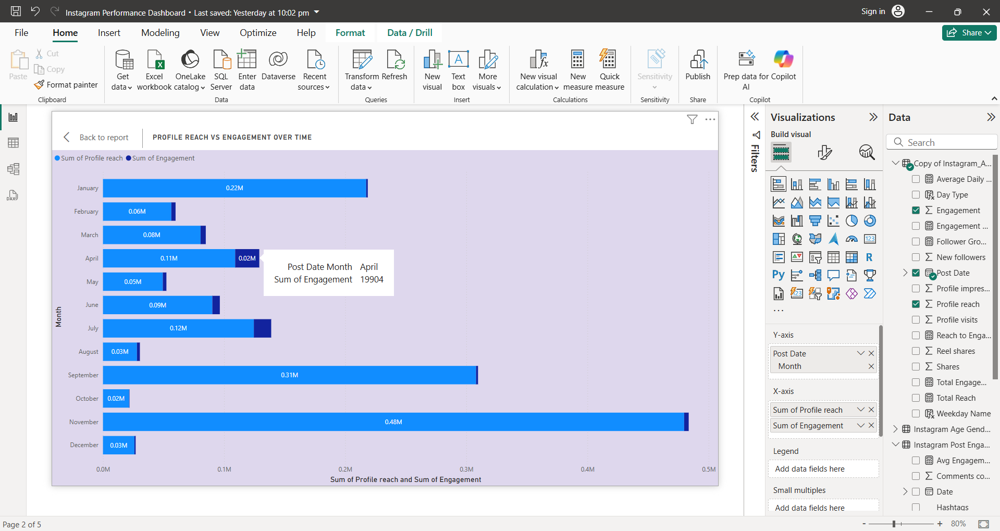 Instagram Performance Dashboard • Last saved: Yesterday at 10:02 pm
Sign in
File
Home
Insert
Modeling
View
Optimize
Help
Format
Data / Drill
Share
Paste
Cut
Copy
Format painter
Clipboard
Get data
Excel workbook
OneLake catalog
SQL Server
Enter data
Dataverse
Recent sources
Data
Transform data
Refresh
Queries
New visual
Text box
More visuals
Insert
New visual calculation
New measure
Quick measure
Calculations
Sensitivity
Sensitivity
Publish
Share
Prep data for AI
Copilot
Copilot
Back to report
PROFILE REACH VS ENGAGEMENT OVER TIME
Sum of Profile reach
Sum of Engagement
Month
January 0.22M
February 0.06M
March 0.08M
April 0.11M 0.02M
Post Date Month April
Sum of Engagement 19904
May 0.05M
June 0.09M
July 0.12M
August 0.03M
September 0.31M
October 0.02M
November 0.48M
December 0.03M
0.0M 0.1M 0.2M 0.3M 0.4M 0.5M
Sum of Profile reach and Sum of Engagement
Filters
Visualizations
Build visual
123
R
Py
123
...
Y-axis
Post Date
Month
X-axis
Sum of Profile reach
Sum of Engagement
Legend
Add data fields here
Small multiples
Add data fields here
Data
Search
Copy of Instagram_A...
Average Daily ...
Day Type
Engagement
Engagement ...
Follower Gro...
New followers
Post Date
Profile impres...
Profile reach
Profile visits
Reach to Enga...
Reel shares
Shares
Total Engage...
Total Reach
Weekday Name
Instagram Age Gend...
Instagram Post Enga...
Avg Engagem...
Comments co...
Date
Hashtags
DAX
Page 2 of 5
- + 80%